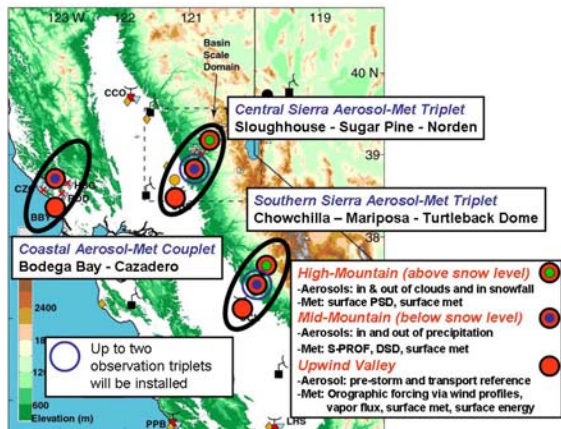 123 W 122 121 119
Basin
Scale
Domain
40 N
CCO
Central Sierra Aerosol-Met Triplet
Sloughhouse - Sugar Pine - Norden
39
Southern Sierra Aerosol-Met Triplet
Chowchilla – Mariposa - Turtleback Dome
BBY
38
Coastal Aerosol-Met Couplet
Bodega Bay - Cazadero
High-Mountain (above snow level)
-Aerosols: in & out of clouds and in snowfall
-Met: surface PSD, surface met
Mid-Mountain (below snow level)
-Aerosols: in and out of precipitation
-Met: S-PROF, DSD, surface met
Upwind Valley
-Aerosol: pre-storm and transport reference
-Met: Orographic forcing via wind profiles,
vapor flux, surface met, surface energy
2400
Up to two
observation triplets
will be installed
600
Elevation (m)
PPB
LHS